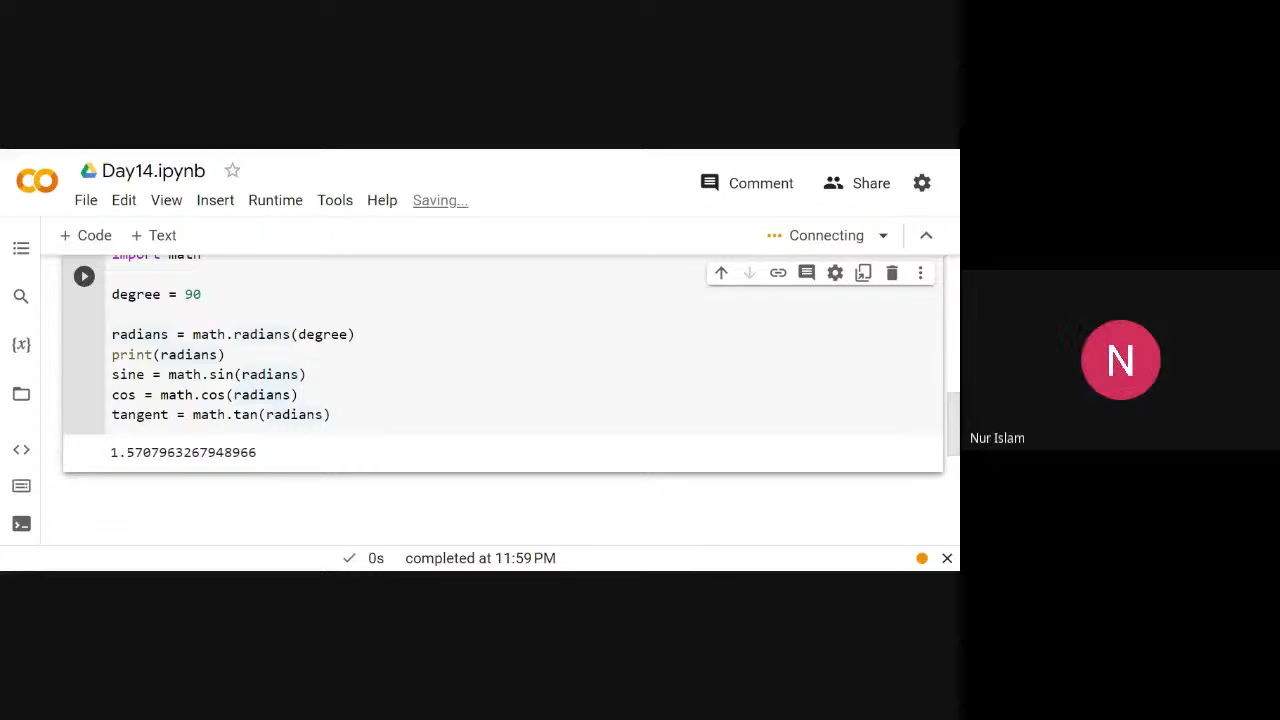 Day14.ipynb
Comment
Share
File Edit View Insert Runtime Tools Help Saving...
+ Code + Text
Connecting
import math
degree = 90
radians = math.radians(degree)
print(radians)
sine = math.sin(radians)
cos = math.cos(radians)
tangent = math.tan(radians)
1.5707963267948966
0s completed at 11:59 PM
N
Nur Islam